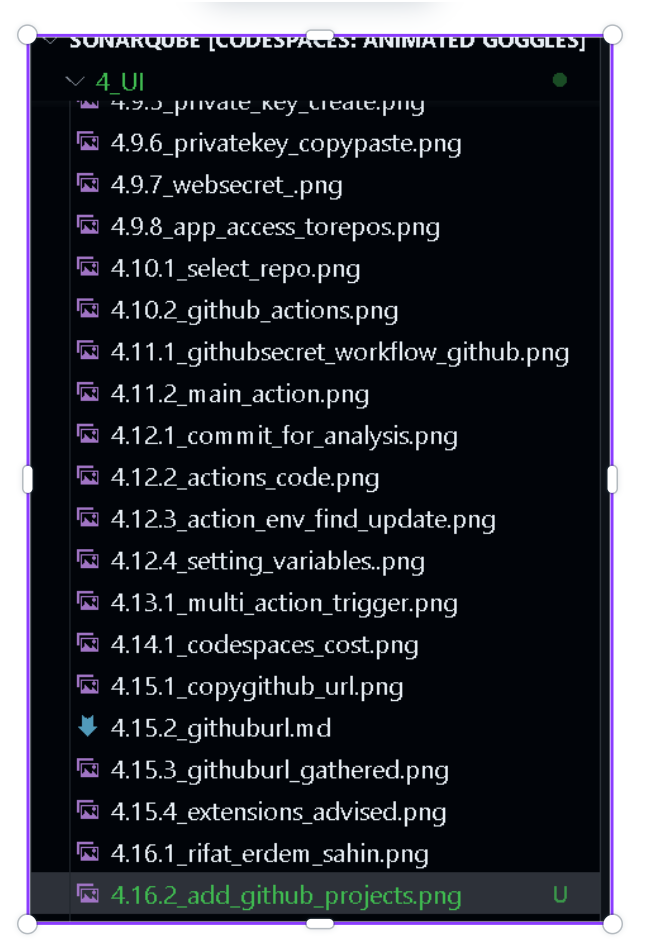 SONARQUBE [CODESPACES: ANIMATED GOGGLES]
4_UI
4.9.5_private_key_create.png
4.9.6_privatekey_copypaste.png
4.9.7_websecret_.png
4.9.8_app_access_torepos.png
4.10.1_select_repo.png
4.10.2_github_actions.png
4.11.1_githubsecret_workflow_github.png
4.11.2_main_action.png
4.12.1_commit_for_analysis.png
4.12.2_actions_code.png
4.12.3_action_env_find_update.png
4.12.4_setting_variables..png
4.13.1_multi_action_trigger.png
4.14.1_codespaces_cost.png
4.15.1_copygithub_url.png
4.15.2_githuburl.md
4.15.3_githuburl_gathered.png
4.15.4_extensions_advised.png
4.16.1_rifat_erdem_sahin.png
4.16.2_add_github_projects.png U